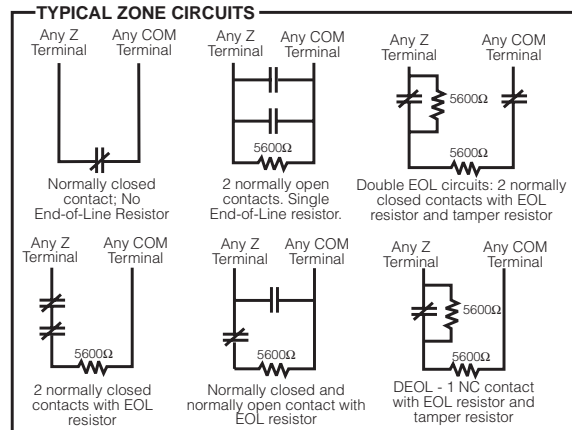 TYPICAL ZONE CIRCUITS
Any Z Terminal
Any COM Terminal
Normally closed
contact; No
End-of-Line Resistor
Any Z Terminal
Any COM Terminal
5600Ω
2 normally open
contacts. Single
End-of-Line resistor.
Any Z Terminal
Any COM Terminal
5600Ω
5600Ω
Double EOL circuits: 2 normally
closed contacts with EOL
resistor and tamper resistor
Any Z Terminal
Any COM Terminal
5600Ω
2 normally closed
contacts with EOL
resistor
Any Z Terminal
Any COM Terminal
5600Ω
Normally closed and
normally open contact with
EOL resistor
Any Z Terminal
Any COM Terminal
5600Ω
5600Ω
DEOL - 1 NC contact
with EOL resistor and
tamper resistor